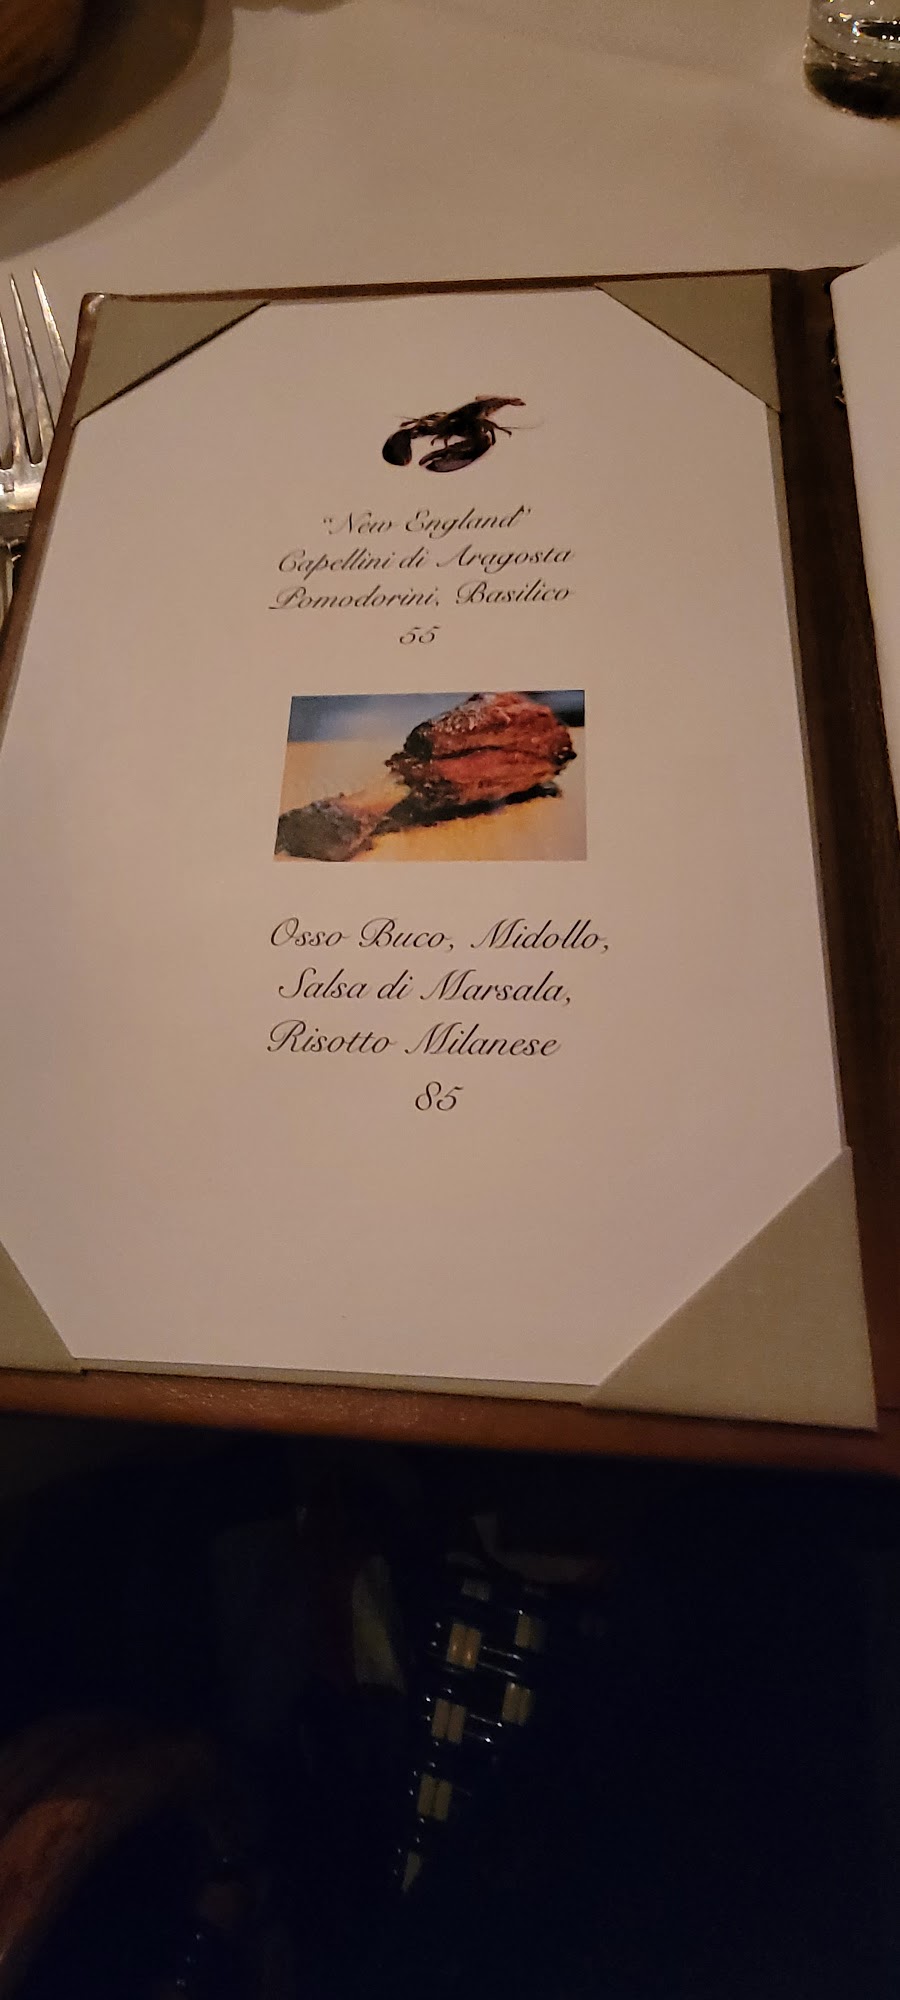 "New England"
Capellini di Aragosta
Pomodorini, Basilico
55
Osso Buco, Midollo,
Salsa di Marsala,
Risotto Milanese
85